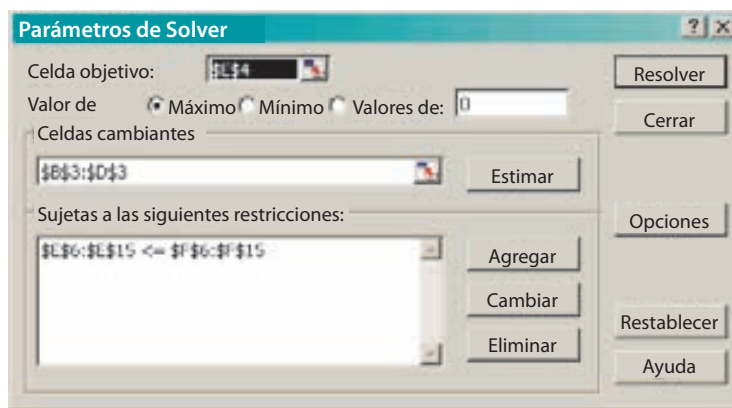 Parámetros de Solver
Celda objetivo: $E$4
Resolver
Valor de Máximo Mínimo Valores de: 0
Cerrar
Celdas cambiantes
$B$3:$D$3
Estimar
Sujetas a las siguientes restricciones:
Opciones
$E$6:$E$15 <= $F$6:$F$15
Agregar
Cambiar
Restablecer
Eliminar
Ayuda